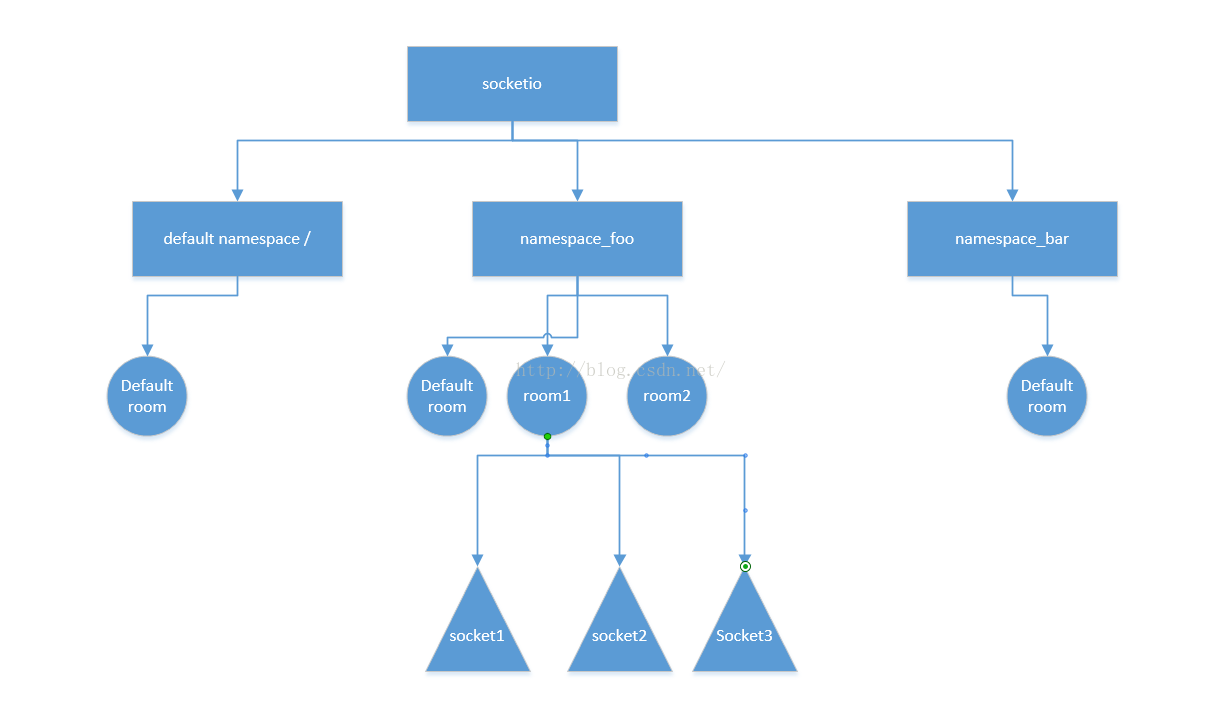 socketio
default namespace /
namespace_foo
namespace_bar
Default
room
Default
room
room1
room2
Default
room
http://blog.csdn.net/
socket1
socket2
Socket3